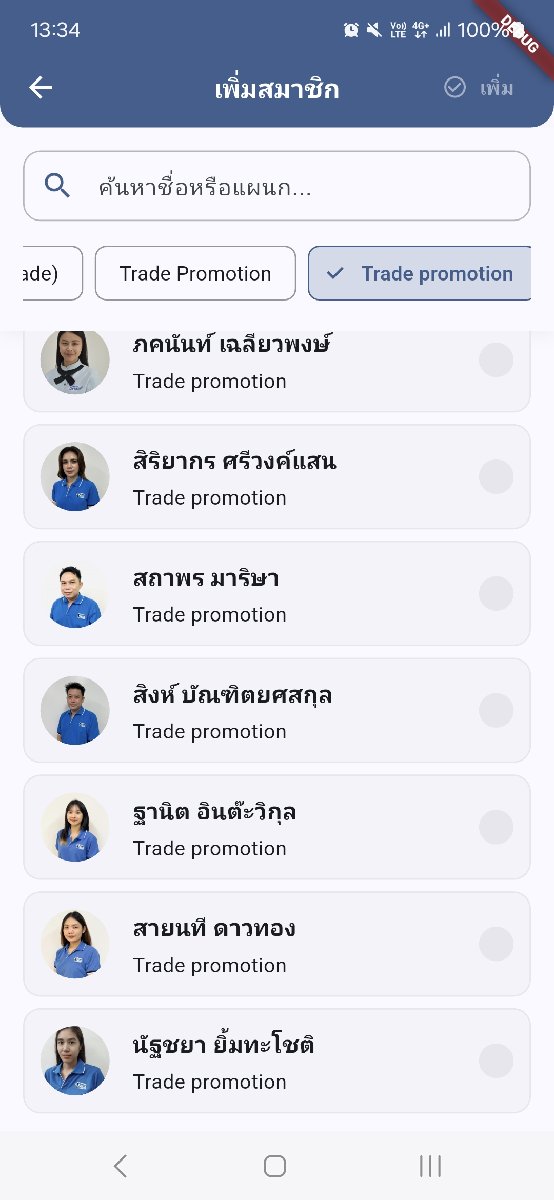 13:34
Vo)) LTE 4G+ 100%
DEBUG
เพิ่มสมาชิก
เพิ่ม
ค้นหาชื่อหรือแผนก...
ade) Trade Promotion Trade promotion
ภคนันท์ เฉลียวพงษ์
Trade promotion
สิริยากร ศรีวงค์แสน
Trade promotion
สถาพร มาริษา
Trade promotion
สิงห์ บัณฑิตยศสกุล
Trade promotion
ฐานิต อินต๊ะวิกุล
Trade promotion
สายนที ดาวทอง
Trade promotion
นัฐชยา ยิ้มทะโชติ
Trade promotion